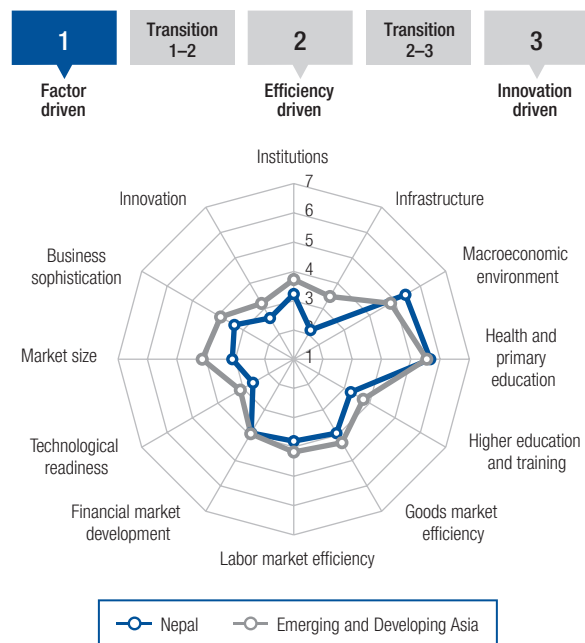 1
Transition
1–2
2
Transition
2–3
3
Factor
driven
Efficiency
driven
Innovation
driven
Institutions
7
6
5
4
3
2
1
Infrastructure
Macroeconomic
environment
Health and
primary
education
Higher education
and training
Goods market
efficiency
Labor market efficiency
Financial market
development
Technological
readiness
Market size
Business
sophistication
Innovation
Nepal
Emerging and Developing Asia